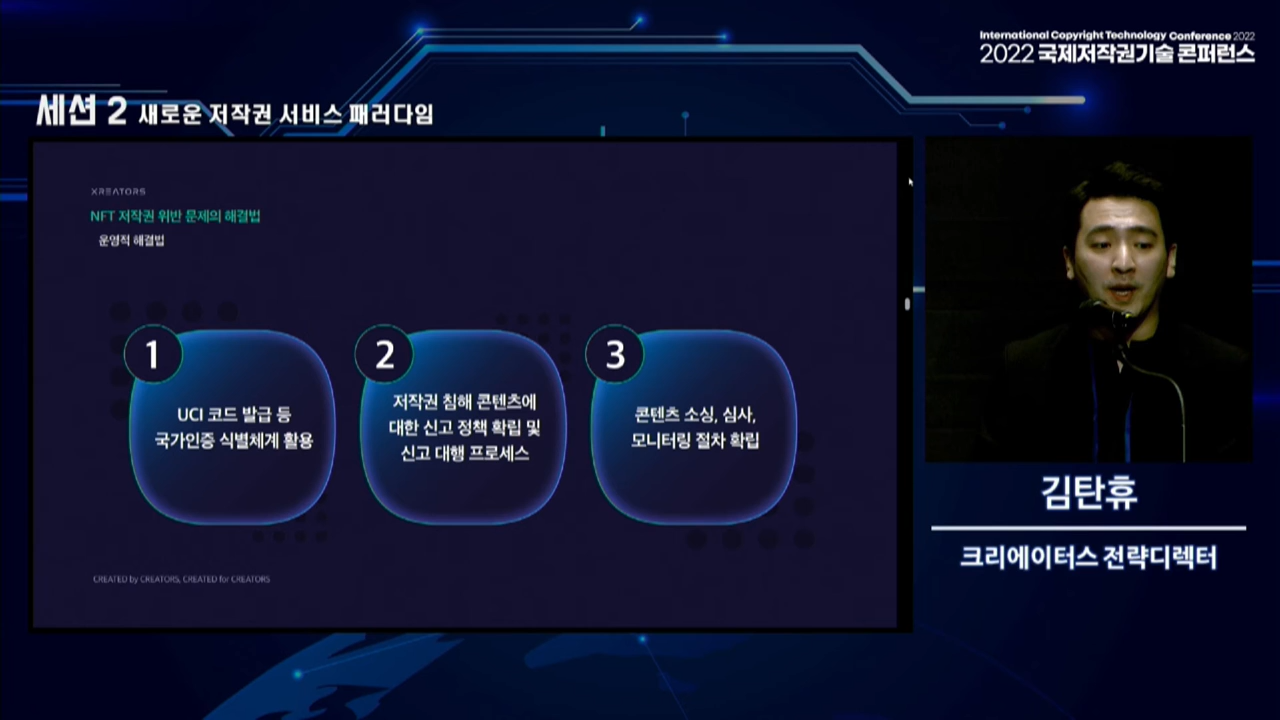 International Copyright Technology Conference 2022
2022 국제저작권기술 콘퍼런스
세션 2 새로운 저작권 서비스 패러다임
XREATORS
NFT 저작권 위반 문제의 해결법
운영적 해결법
1
UCI 코드 발급 등
국가인증 식별체계 활용
2
저작권 침해 콘텐츠에
대한 신고 정책 확립 및
신고 대행 프로세스
3
콘텐츠 소싱, 심사,
모니터링 절차 확립
CREATED by CREATORS, CREATED for CREATORS
김탄휴
크리에이터스 전략디렉터